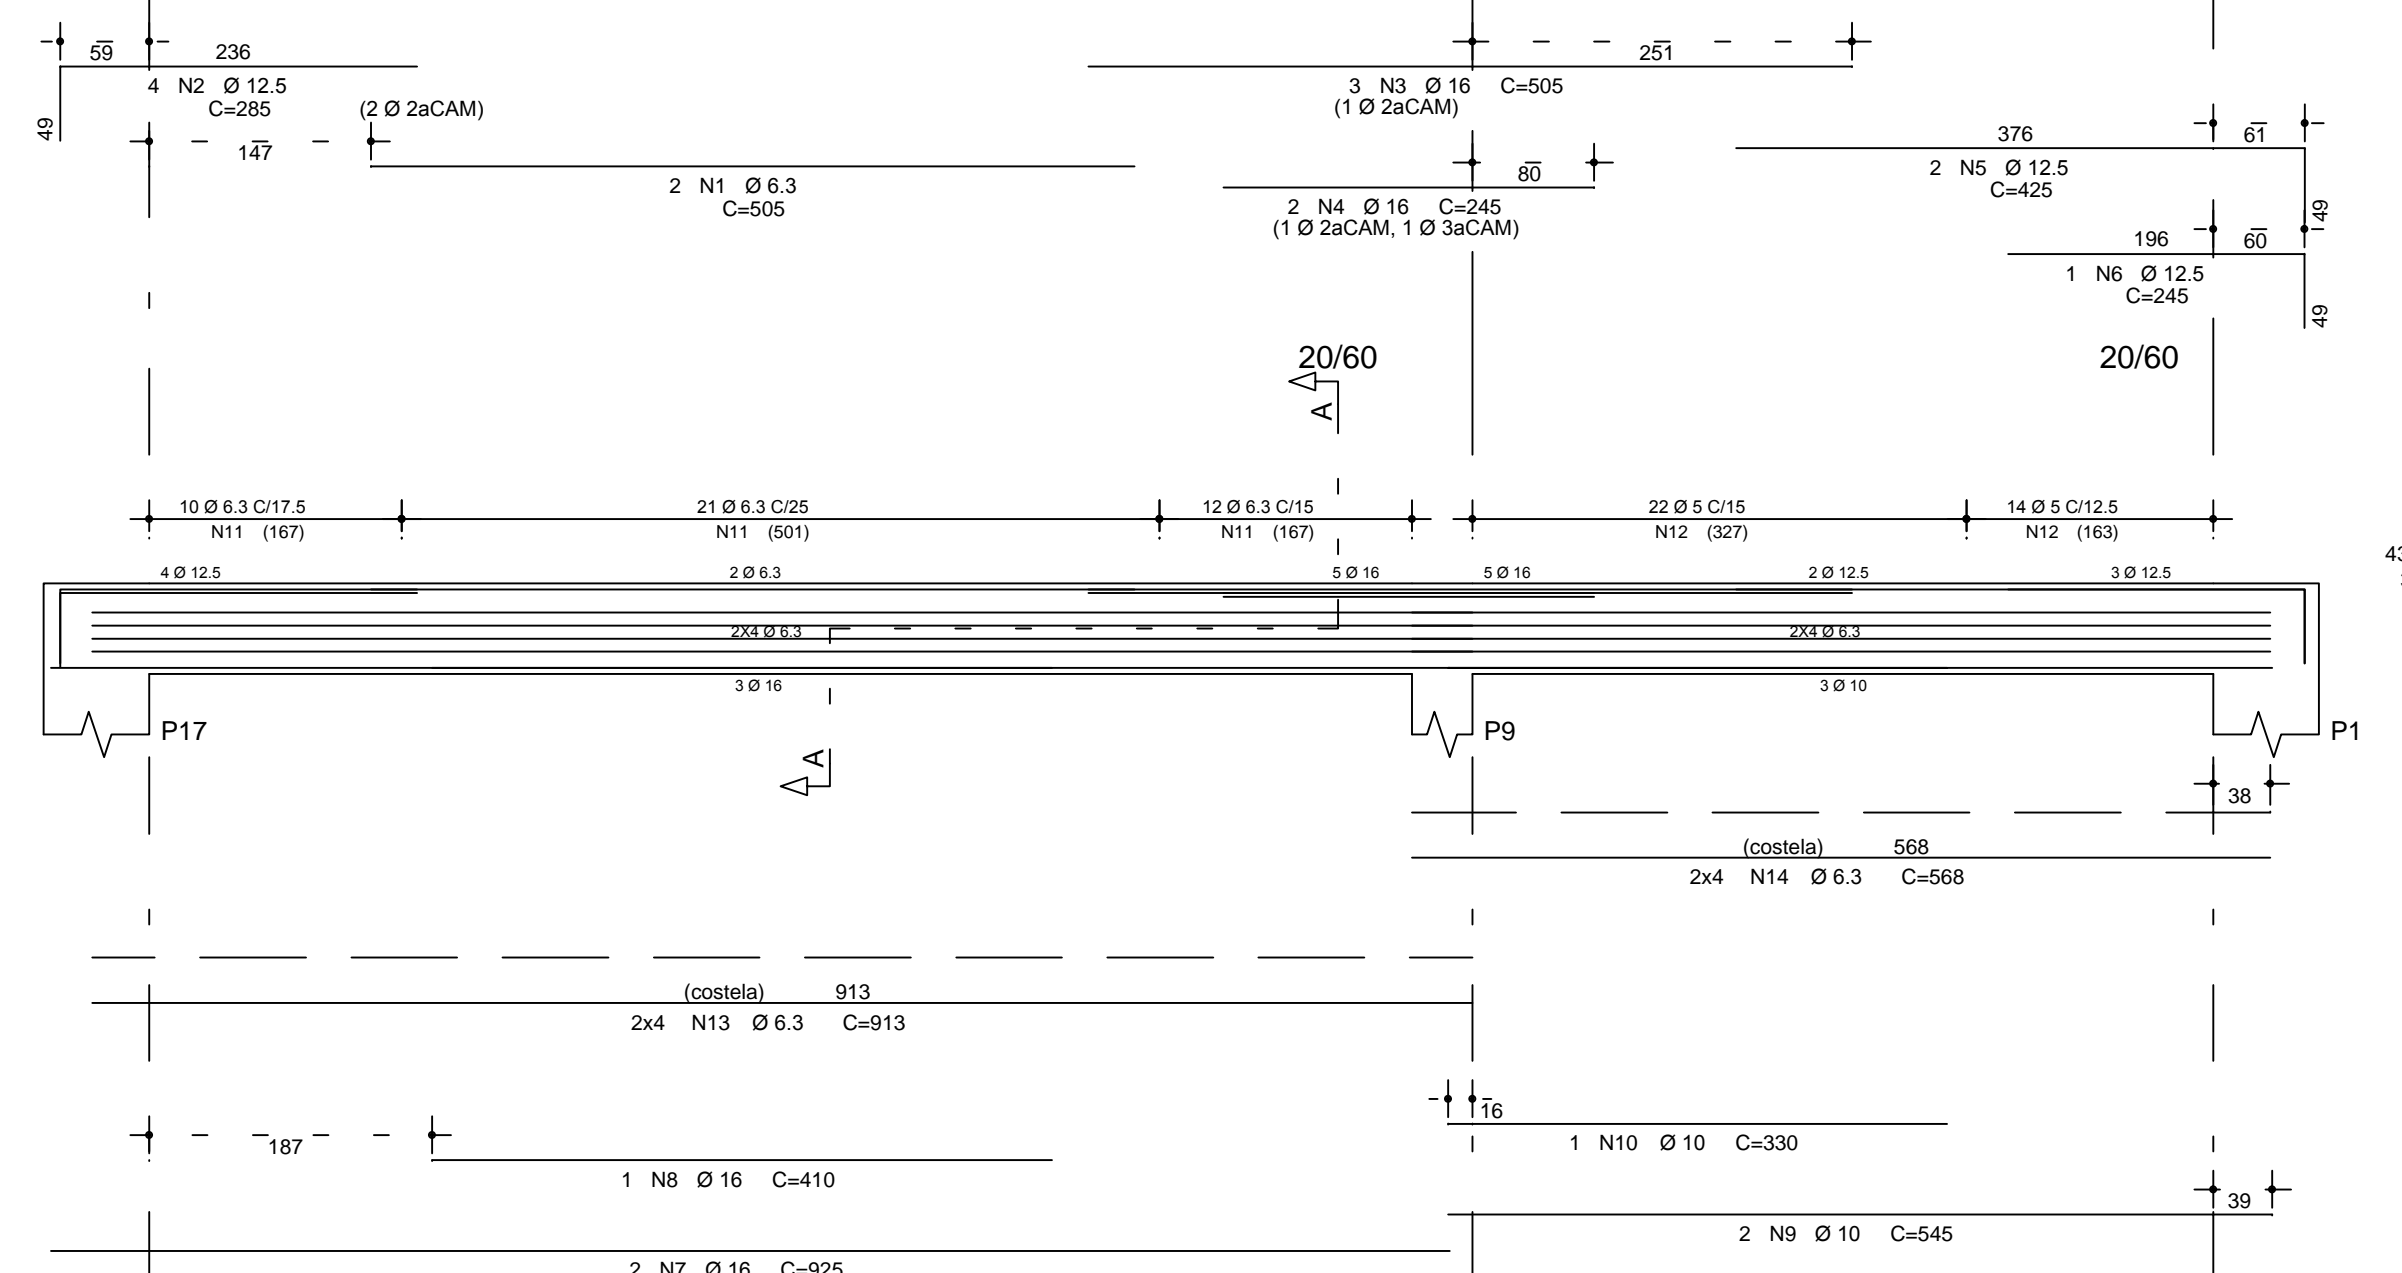 59 236
4 N2 Ø 12.5
C=285
(2 Ø 2aCAM)
49
147
2 N1 Ø 6.3
C=505
251
3 N3 Ø 16 C=505
(1 Ø 2aCAM)
80
2 N4 Ø 16 C=245
(1 Ø 2aCAM, 1 Ø 3aCAM)
376 61
2 N5 Ø 12.5
C=425
49
196 60
1 N6 Ø 12.5
C=245
49
20/60 20/60
A
10 Ø 6.3 C/17.5 21 Ø 6.3 C/25 12 Ø 6.3 C/15 22 Ø 5 C/15 14 Ø 5 C/12.5
N11 (167) N11 (501) N11 (167) N12 (327) N12 (163)
4 Ø 12.5 2 Ø 6.3 5 Ø 16 5 Ø 16 2 Ø 12.5 3 Ø 12.5
2X4 Ø 6.3 2X4 Ø 6.3
3 Ø 16 3 Ø 10
P17 P9 P1
A
38
(costela) 568
2x4 N14 Ø 6.3 C=568
(costela) 913
2x4 N13 Ø 6.3 C=913
16
1 N10 Ø 10 C=330
187
1 N8 Ø 16 C=410
39
2 N9 Ø 10 C=545
2 N7 Ø 16 C=925